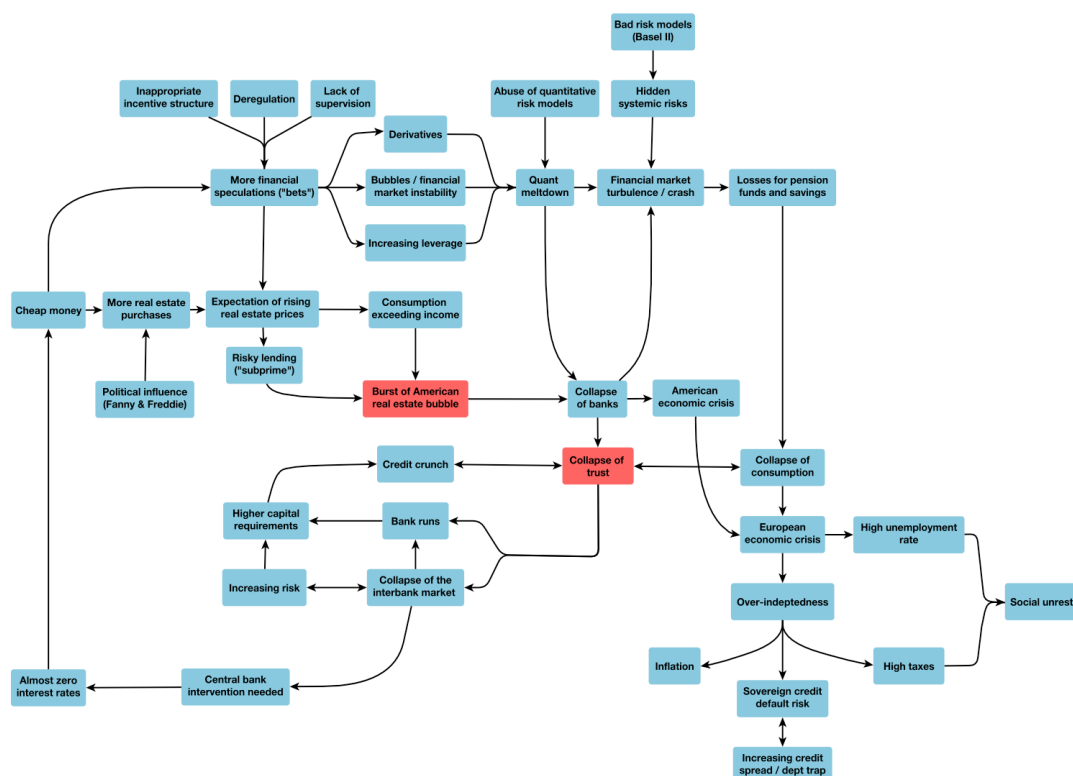 Bad risk models
(Basel II)
Inappropriate
incentive structure
Deregulation
Lack of
supervision
Abuse of quantitative
risk models
Hidden
systemic risks
Derivatives
More financial
speculations ("bets")
Bubbles / financial
market instability
Quant
meltdown
Financial market
turbulence / crash
Losses for pension
funds and savings
Increasing leverage
Cheap money
More real estate
purchases
Expectation of rising
real estate prices
Consumption
exceeding income
Risky lending
("subprime")
Political influence
(Fanny & Freddie)
Burst of American
real estate bubble
Collapse
of banks
American
economic crisis
Credit crunch
Collapse of
trust
Collapse of
consumption
Higher capital
requirements
Bank runs
European
economic crisis
High unemployment
rate
Increasing risk
Collapse of the
interbank market
Over-indeptedness
Social unrest
Inflation
High taxes
Almost zero
interest rates
Central bank
intervention needed
Sovereign credit
default risk
Increasing credit
spread / dept trap